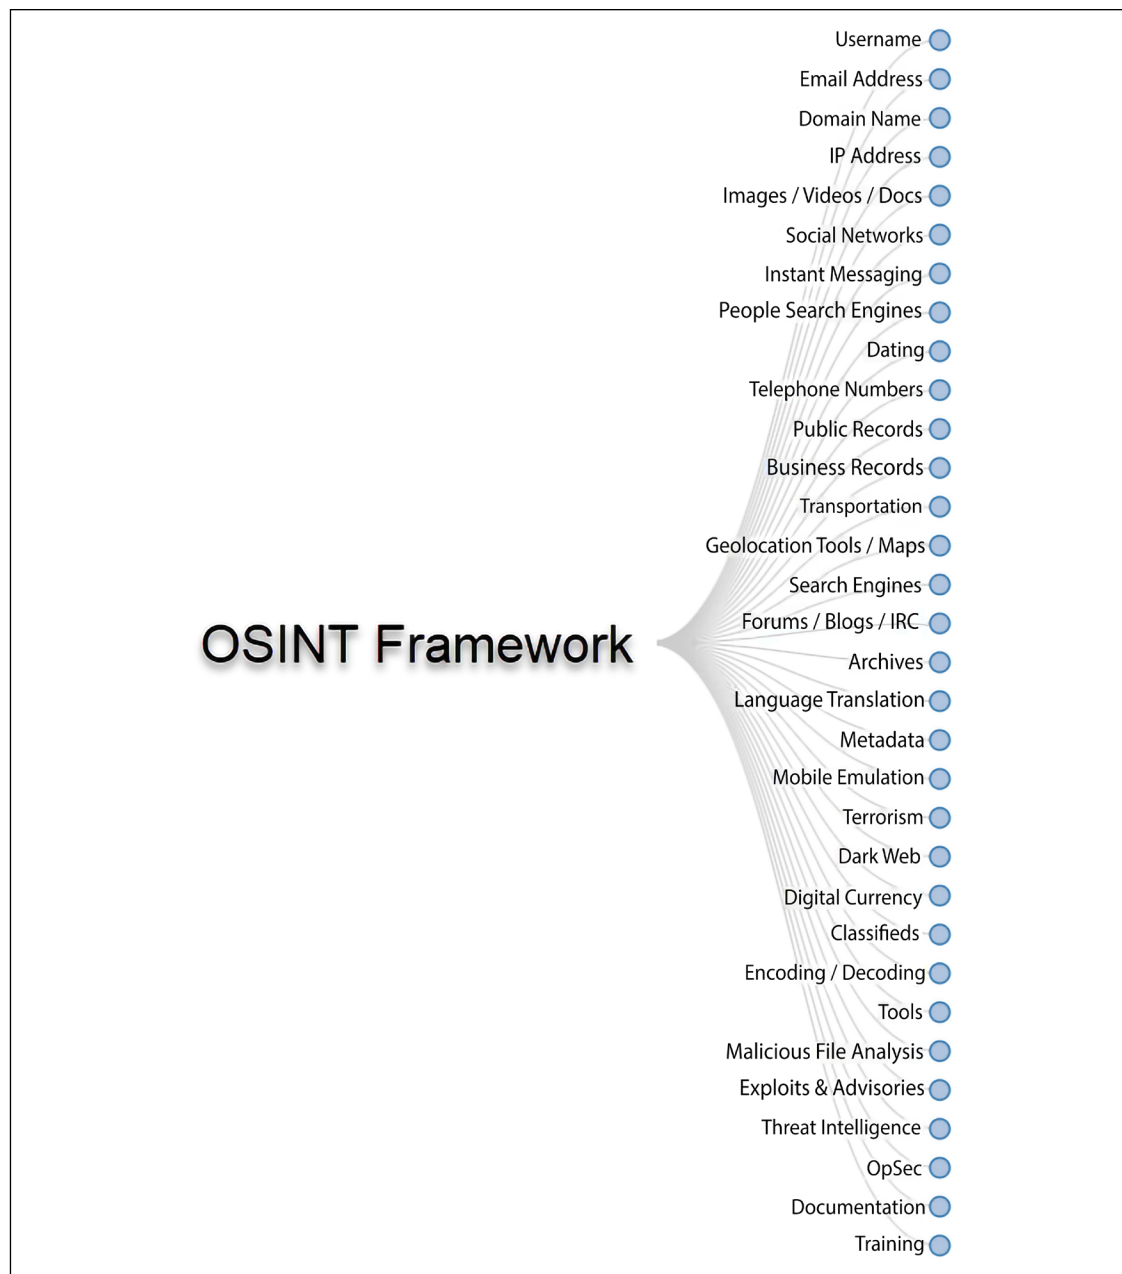 Username
Email Address
Domain Name
IP Address
Images / Videos / Docs
Social Networks
Instant Messaging
People Search Engines
Dating
Telephone Numbers
Public Records
Business Records
Transportation
Geolocation Tools / Maps
Search Engines
Forums / Blogs / IRC
OSINT Framework
Archives
Language Translation
Metadata
Mobile Emulation
Terrorism
Dark Web
Digital Currency
Classifieds
Encoding / Decoding
Tools
Malicious File Analysis
Exploits & Advisories
Threat Intelligence
OpSec
Documentation
Training